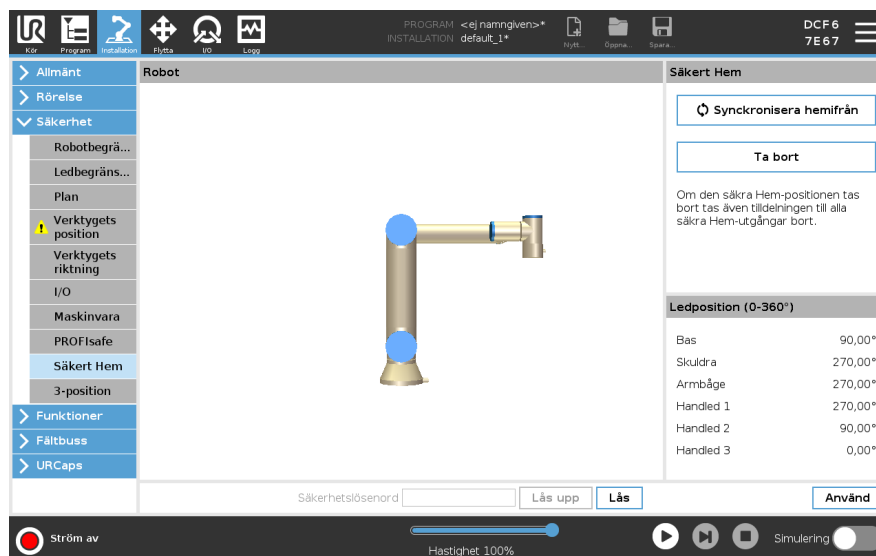 UR
Kör
Program
Installation
Flytta
I/O
Logg
PROGRAM <ej namngiven>*
INSTALLATION default_1*
Nytt...
Öppna...
Spara...
DCF6
7E67
Allmänt
Rörelse
Säkerhet
Robotbegrä...
Ledbegräns...
Plan
Verktygets
position
Verktygets
riktning
I/O
Maskinvara
PROFIsafe
Säkert Hem
3-position
Funktioner
Fältbuss
URCaps
Robot
Säkert Hem
Synckronisera hemifrån
Ta bort
Om den säkra Hem-positionen tas
bort tas även tilldelningen till alla
säkra Hem-utgångar bort.
Ledposition (0-360°)
Bas 90,00°
Skuldra 270,00°
Armbåge 270,00°
Handled 1 270,00°
Handled 2 90,00°
Handled 3 0,00°
Säkerhetslösenord
Lås upp
Lås
Använd
Ström av
Hastighet 100%
Simulering